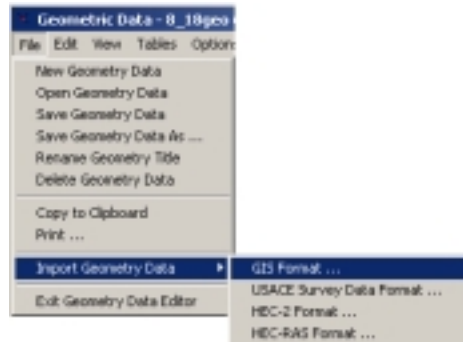 Geometric Data - 8_18geo
File Edit View Tables Option
New Geometry Data
Open Geometry Data
Save Geometry Data
Save Geometry Data As ...
Rename Geometry Title
Delete Geometry Data
Copy to Clipboard
Print ...
Import Geometry Data
GIS Format ...
USACE Survey Data Format ...
Exit Geometry Data Editor
HEC-2 Format ...
HEC-RAS Format ...